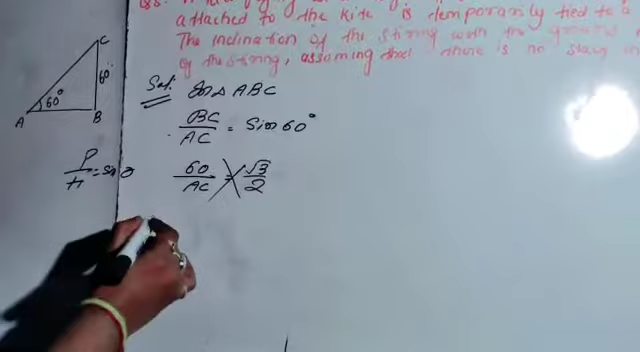 attached to the kite is temporarily tied to a
The inclination of the string with the ground
of the string, assuming that there is no slack in
Sol. In △ ABC
BC/AC = Sin 60°
60/AC = √3/2
P/H = sin θ
C
60
60°
A
B